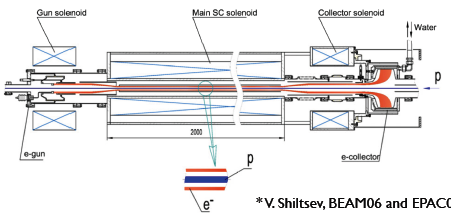 Gun solenoid
Main SC solenoid
Collector solenoid
Water
p
2000
e-gun
e-collector
p
e-
*V. Shiltsev, BEAM06 and EPAC0